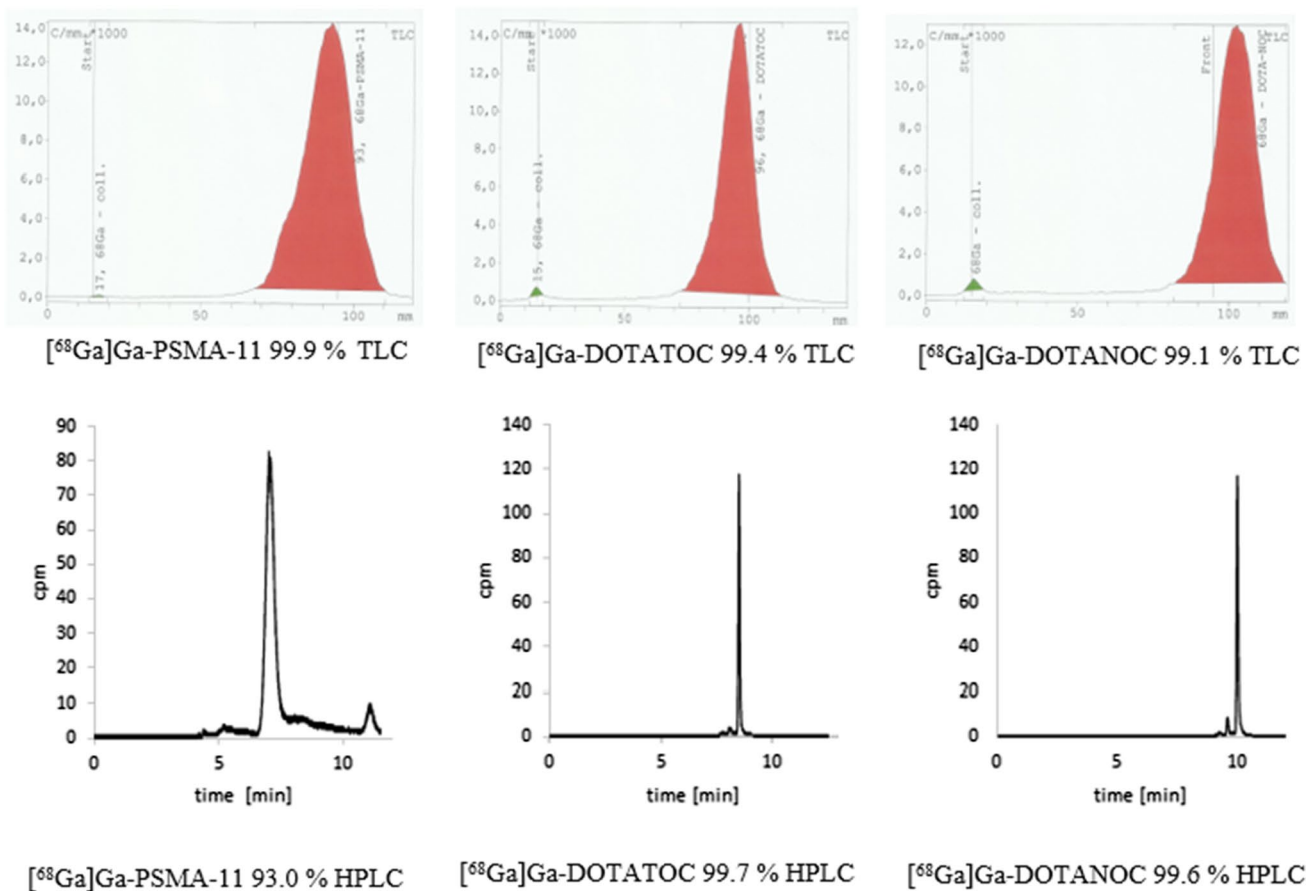 14,0 C/mm *1000 TLC
12,0
10,0
8,0
6,0
4,0
2,0
0,0
0 50 100 mm
Start
17, 68Ga - coll.
93, 68Ga-PSMA-11
14,0 C/mm *1000 TLC
12,0
10,0
8,0
6,0
4,0
2,0
0,0
0 50 100 mm
Start
15, 68Ga - coll.
96, 68Ga - DOTATOC
12,0 C/mm *1000 TLC
10,0
8,0
6,0
4,0
2,0
0,0
0 50 100 mm
Start
68Ga - coll.
Front
68Ga - DOTA-NOC
[⁶⁸Ga]Ga-PSMA-11 99.9 % TLC
[⁶⁸Ga]Ga-DOTATOC 99.4 % TLC
[⁶⁸Ga]Ga-DOTANOC 99.1 % TLC
90
80
70
60
50
40
30
20
10
0
cpm
0 5 10
time [min]
140
120
100
80
60
40
20
0
cpm
0 5 10
time [min]
140
120
100
80
60
40
20
0
cpm
0 5 10
time [min]
[⁶⁸Ga]Ga-PSMA-11 93.0 % HPLC
[⁶⁸Ga]Ga-DOTATOC 99.7 % HPLC
[⁶⁸Ga]Ga-DOTANOC 99.6 % HPLC